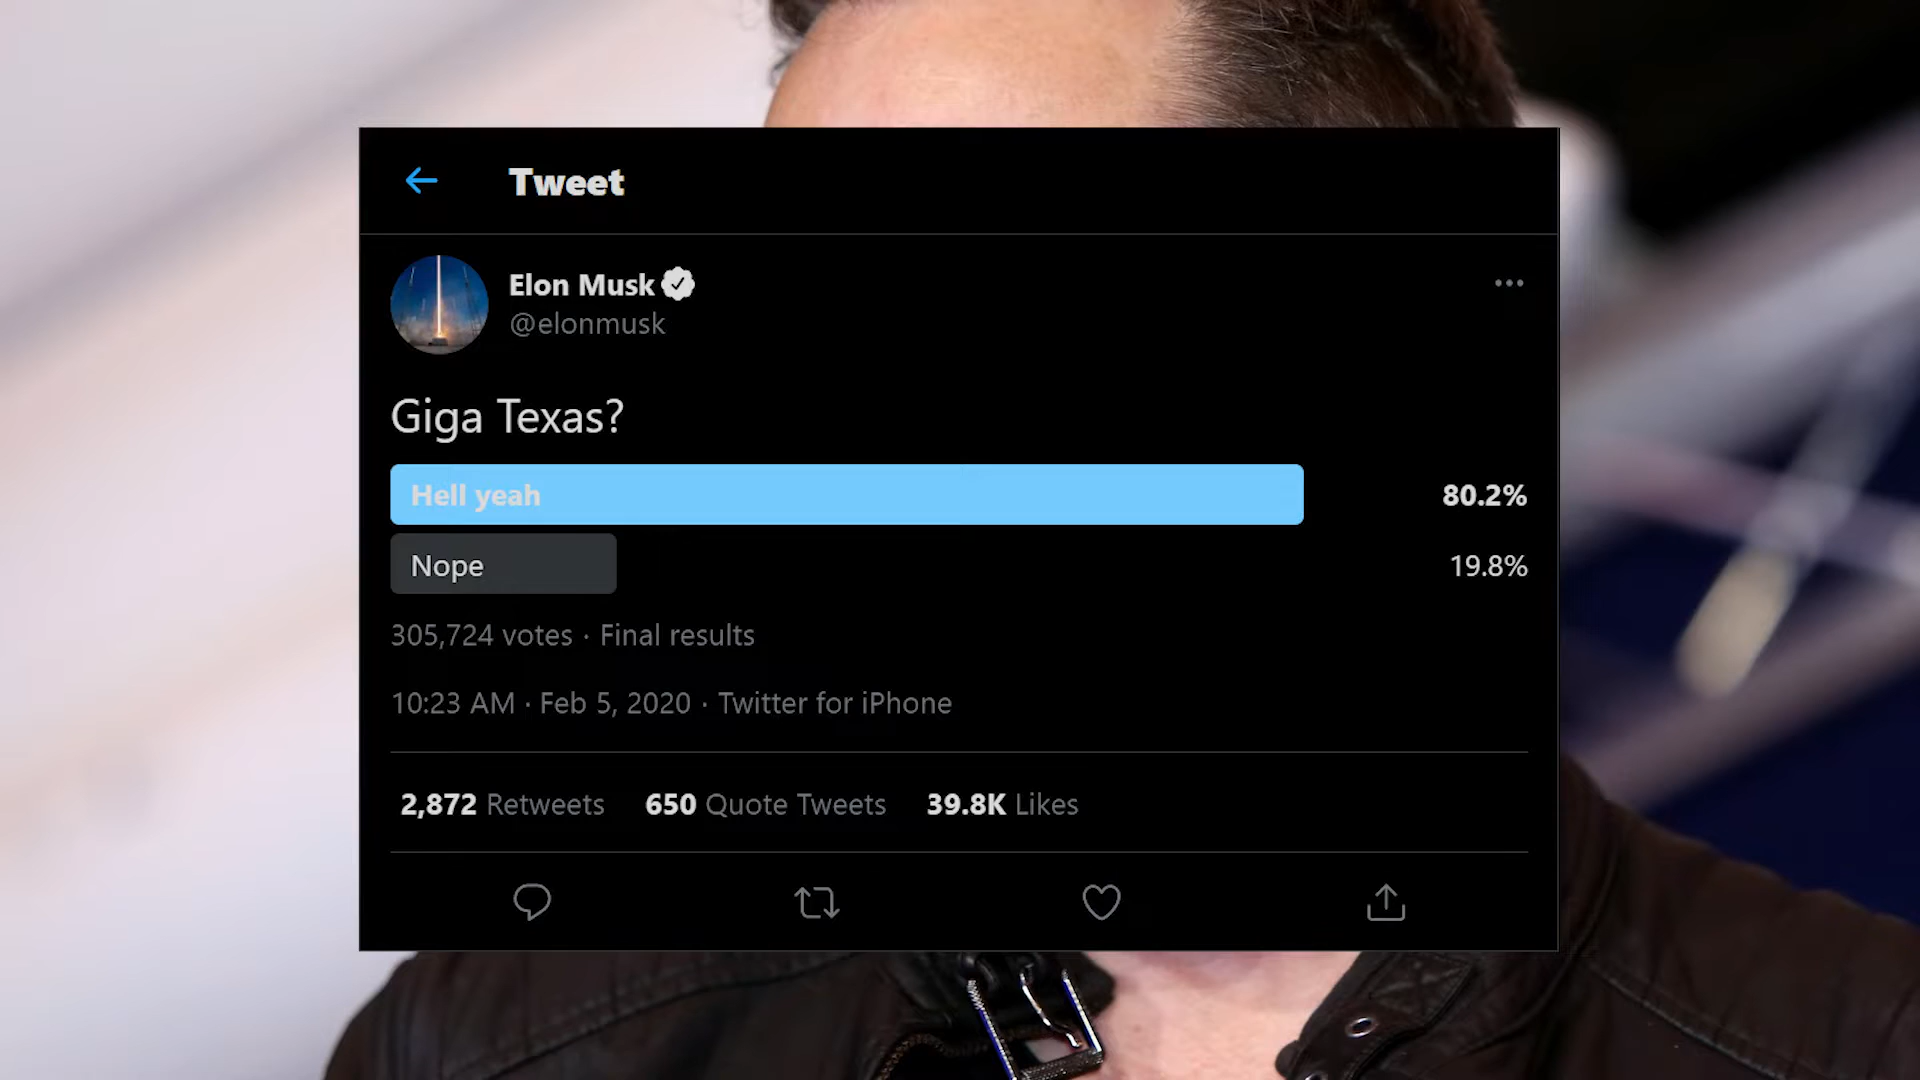 Tweet
Elon Musk
@elonmusk
Giga Texas?
Hell yeah 80.2%
Nope 19.8%
305,724 votes · Final results
10:23 AM · Feb 5, 2020 · Twitter for iPhone
2,872 Retweets 650 Quote Tweets 39.8K Likes